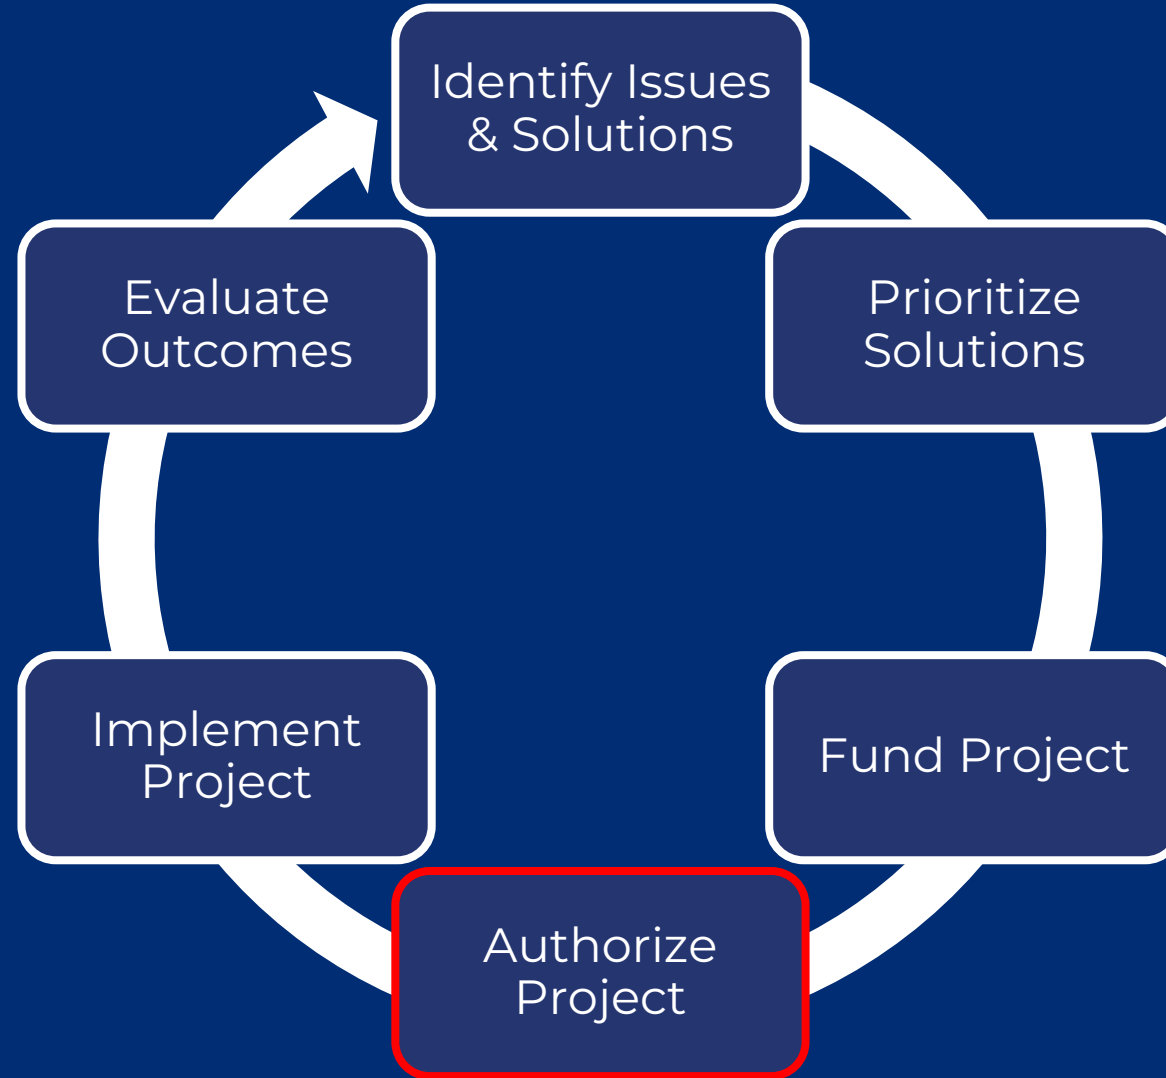 Identify Issues
& Solutions
Prioritize
Solutions
Fund Project
Authorize
Project
Implement
Project
Evaluate
Outcomes